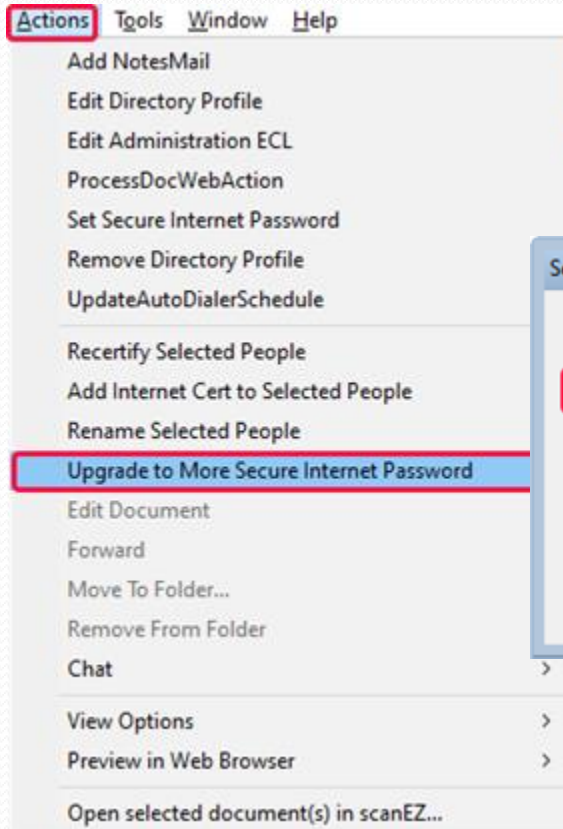 Actions Tools Window Help
Add NotesMail
Edit Directory Profile
Edit Administration ECL
ProcessDocWebAction
Set Secure Internet Password
Remove Directory Profile
UpdateAutoDialerSchedule
Recertify Selected People
Add Internet Cert to Selected People
Rename Selected People
Upgrade to More Secure Internet Password
Edit Document
Forward
Move To Folder...
Remove From Folder
Chat
View Options
Preview in Web Browser
Open selected document(s) in scanEZ...